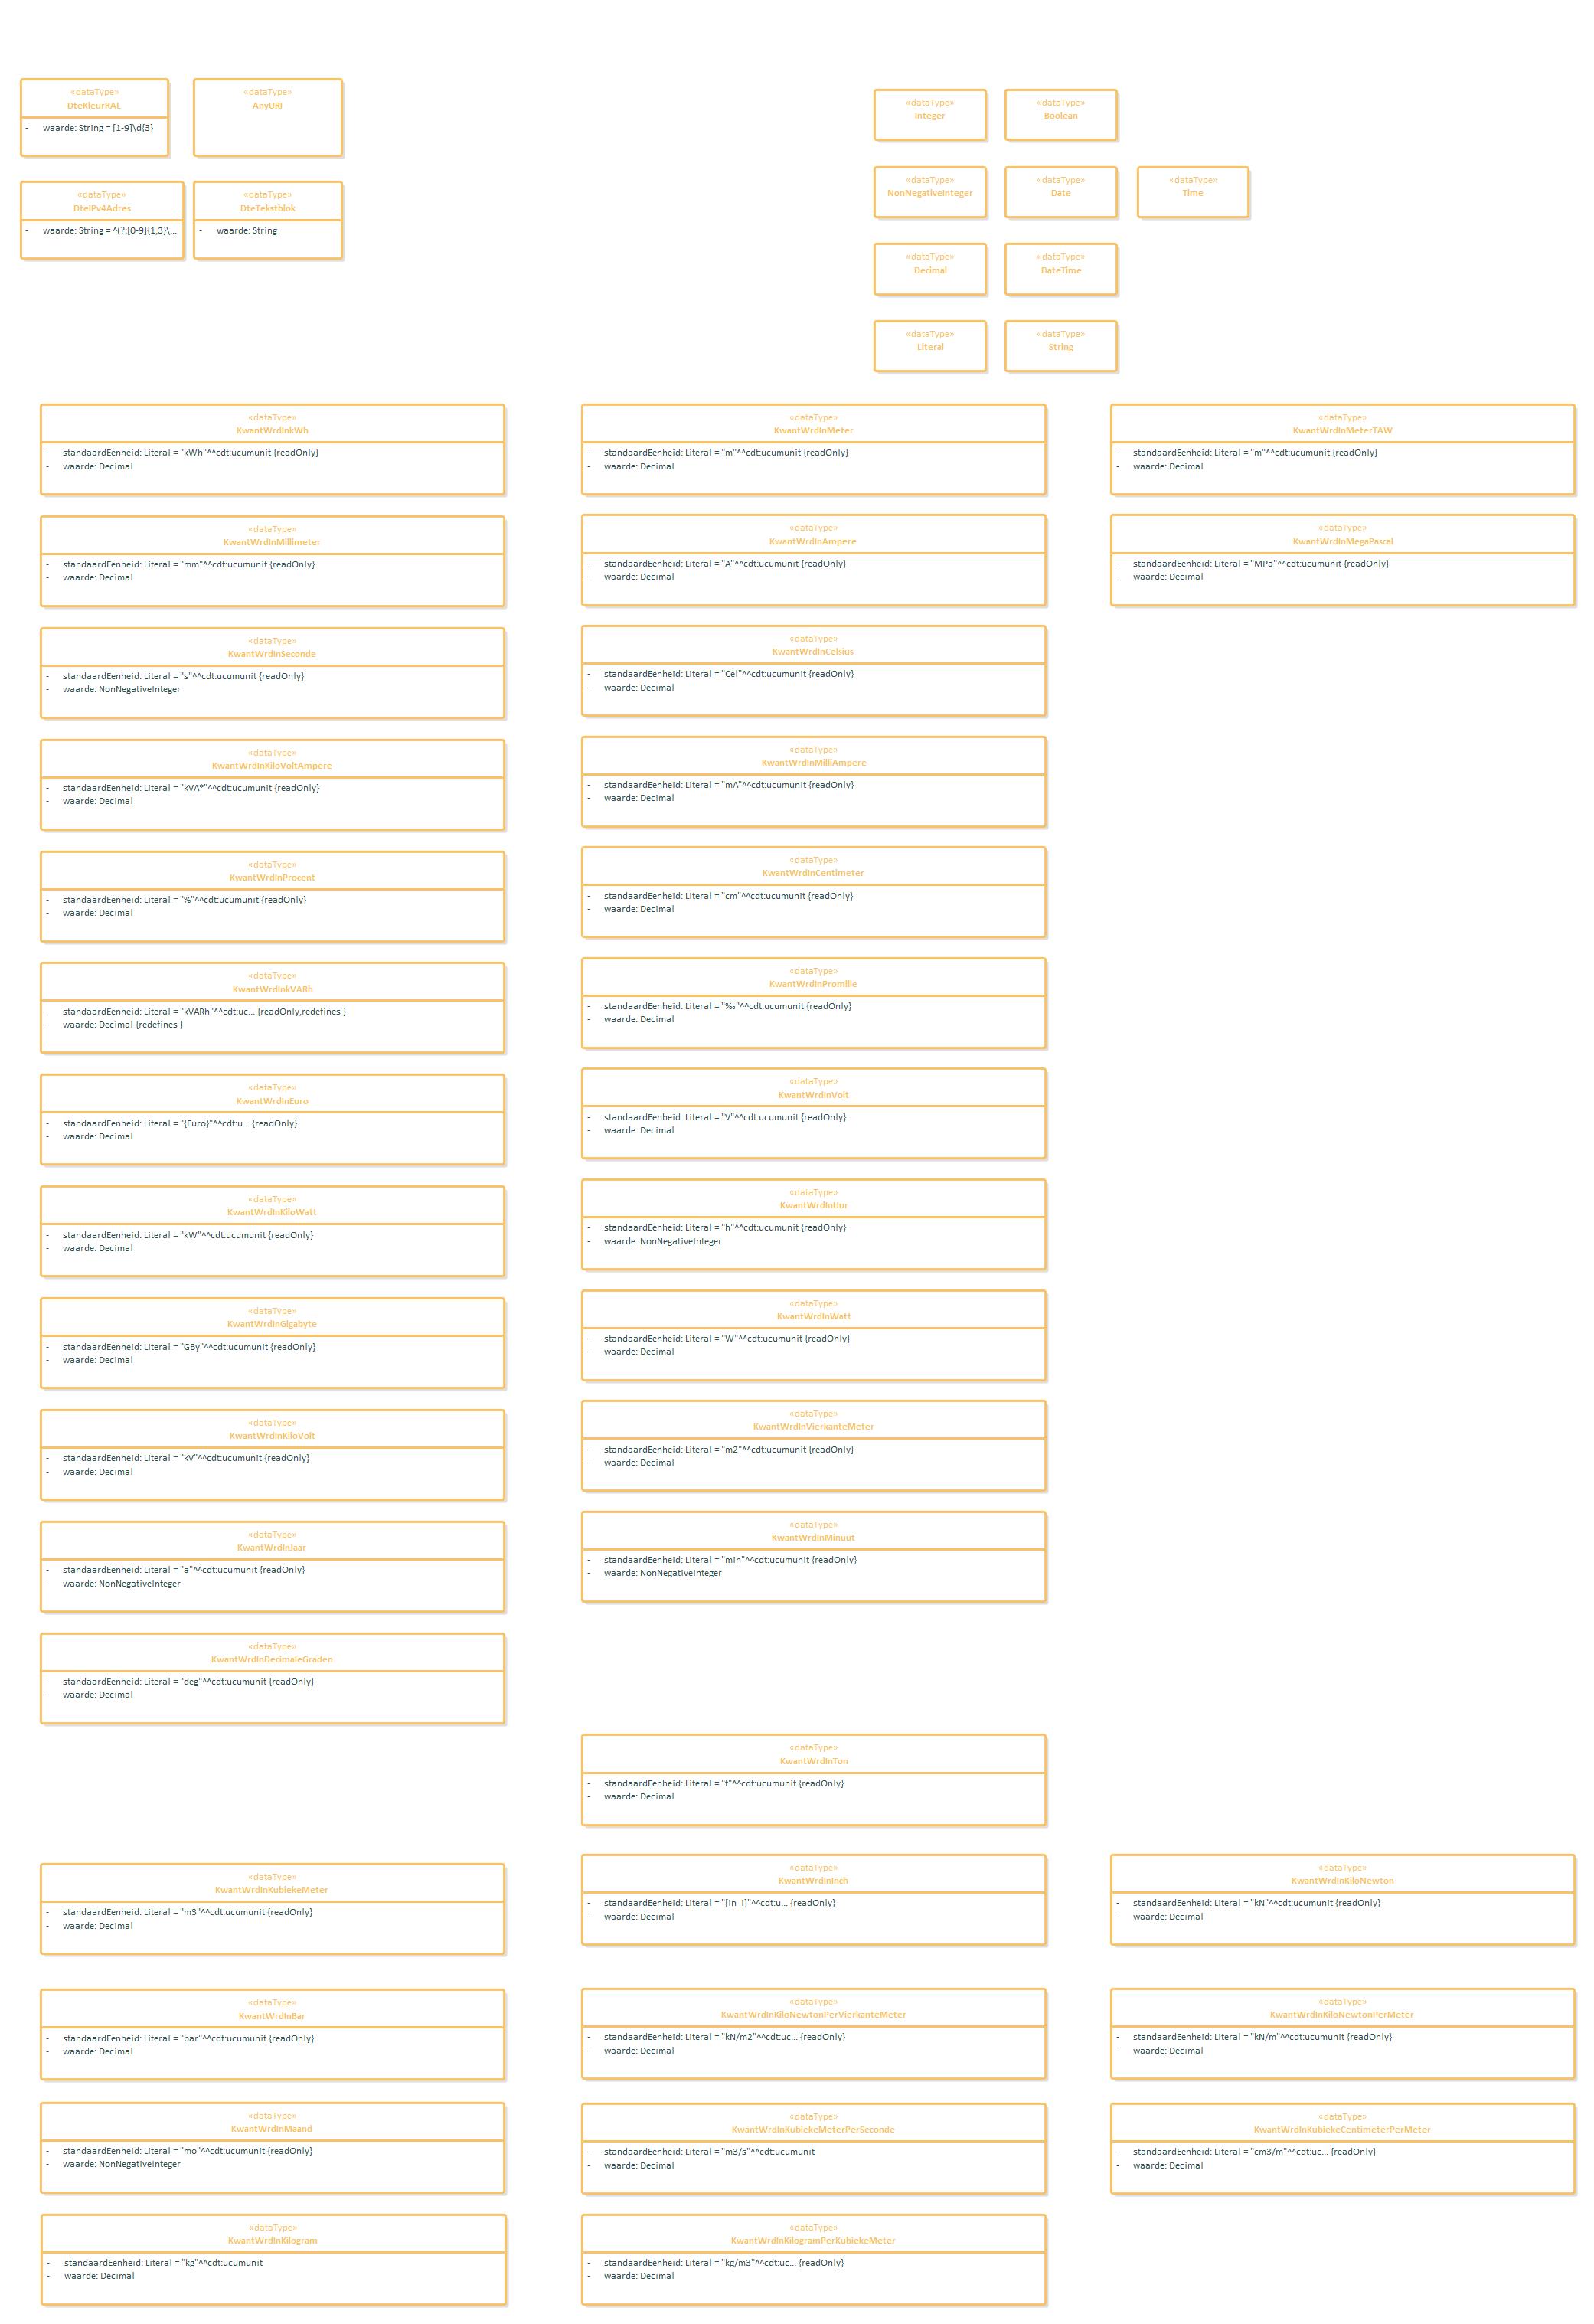 «dataType»
DteKleurRAL
- waarde: String = [1-9]\d{3}
«dataType»
AnyURI
«dataType»
DteIPv4Adres
- waarde: String = ^(?:[0-9]{1,3}\...
«dataType»
DteTekstblok
- waarde: String
«dataType»
Integer
«dataType»
Boolean
«dataType»
NonNegativeInteger
«dataType»
Date
«dataType»
Time
«dataType»
Decimal
«dataType»
DateTime
«dataType»
Literal
«dataType»
String
«dataType»
KwantWrdInkWh
- standaardEenheid: Literal = "kWh"^^cdt:ucumunit {readOnly}
- waarde: Decimal
«dataType»
KwantWrdInMeter
- standaardEenheid: Literal = "m"^^cdt:ucumunit {readOnly}
- waarde: Decimal
«dataType»
KwantWrdInMeterTAW
- standaardEenheid: Literal = "m"^^cdt:ucumunit {readOnly}
- waarde: Decimal
«dataType»
KwantWrdInMillimeter
- standaardEenheid: Literal = "mm"^^cdt:ucumunit {readOnly}
- waarde: Decimal
«dataType»
KwantWrdInAmpere
- standaardEenheid: Literal = "A"^^cdt:ucumunit {readOnly}
- waarde: Decimal
«dataType»
KwantWrdInMegaPascal
- standaardEenheid: Literal = "MPa"^^cdt:ucumunit {readOnly}
- waarde: Decimal
«dataType»
KwantWrdInSeconde
- standaardEenheid: Literal = "s"^^cdt:ucumunit {readOnly}
- waarde: NonNegativeInteger
«dataType»
KwantWrdInCelsius
- standaardEenheid: Literal = "Cel"^^cdt:ucumunit {readOnly}
- waarde: Decimal
«dataType»
KwantWrdInKiloVoltAmpere
- standaardEenheid: Literal = "kVA*"^^cdt:ucumunit {readOnly}
- waarde: Decimal
«dataType»
KwantWrdInMilliAmpere
- standaardEenheid: Literal = "mA"^^cdt:ucumunit {readOnly}
- waarde: Decimal
«dataType»
KwantWrdInProcent
- standaardEenheid: Literal = "%"^^cdt:ucumunit {readOnly}
- waarde: Decimal
«dataType»
KwantWrdInCentimeter
- standaardEenheid: Literal = "cm"^^cdt:ucumunit {readOnly}
- waarde: Decimal
«dataType»
KwantWrdInkVARh
- standaardEenheid: Literal = "kVARh"^^cdt:uc... {readOnly,redefines }
- waarde: Decimal {redefines }
«dataType»
KwantWrdInPromille
- standaardEenheid: Literal = "‰"^^cdt:ucumunit {readOnly}
- waarde: Decimal
«dataType»
KwantWrdInEuro
- standaardEenheid: Literal = "{Euro}"^^cdt:u... {readOnly}
- waarde: Decimal
«dataType»
KwantWrdInVolt
- standaardEenheid: Literal = "V"^^cdt:ucumunit {readOnly}
- waarde: Decimal
«dataType»
KwantWrdInKiloWatt
- standaardEenheid: Literal = "kW"^^cdt:ucumunit {readOnly}
- waarde: Decimal
«dataType»
KwantWrdInUur
- standaardEenheid: Literal = "h"^^cdt:ucumunit {readOnly}
- waarde: NonNegativeInteger
«dataType»
KwantWrdInGigabyte
- standaardEenheid: Literal = "GBy"^^cdt:ucumunit {readOnly}
- waarde: Decimal
«dataType»
KwantWrdInWatt
- standaardEenheid: Literal = "W"^^cdt:ucumunit {readOnly}
- waarde: Decimal
«dataType»
KwantWrdInKiloVolt
- standaardEenheid: Literal = "kV"^^cdt:ucumunit {readOnly}
- waarde: Decimal
«dataType»
KwantWrdInVierkanteMeter
- standaardEenheid: Literal = "m2"^^cdt:ucumunit {readOnly}
- waarde: Decimal
«dataType»
KwantWrdInJaar
- standaardEenheid: Literal = "a"^^cdt:ucumunit {readOnly}
- waarde: NonNegativeInteger
«dataType»
KwantWrdInMinuut
- standaardEenheid: Literal = "min"^^cdt:ucumunit {readOnly}
- waarde: NonNegativeInteger
«dataType»
KwantWrdInDecimaleGraden
- standaardEenheid: Literal = "deg"^^cdt:ucumunit {readOnly}
- waarde: Decimal
«dataType»
KwantWrdInTon
- standaardEenheid: Literal = "t"^^cdt:ucumunit {readOnly}
- waarde: Decimal
«dataType»
KwantWrdInKubiekeMeter
- standaardEenheid: Literal = "m3"^^cdt:ucumunit {readOnly}
- waarde: Decimal
«dataType»
KwantWrdInInch
- standaardEenheid: Literal = "[in_i]"^^cdt:u... {readOnly}
- waarde: Decimal
«dataType»
KwantWrdInKiloNewton
- standaardEenheid: Literal = "kN"^^cdt:ucumunit {readOnly}
- waarde: Decimal
«dataType»
KwantWrdInBar
- standaardEenheid: Literal = "bar"^^cdt:ucumunit {readOnly}
- waarde: Decimal
«dataType»
KwantWrdInKiloNewtonPerVierkanteMeter
- standaardEenheid: Literal = "kN/m2"^^cdt:uc... {readOnly}
- waarde: Decimal
«dataType»
KwantWrdInKiloNewtonPerMeter
- standaardEenheid: Literal = "kN/m"^^cdt:ucumunit {readOnly}
- waarde: Decimal
«dataType»
KwantWrdInMaand
- standaardEenheid: Literal = "mo"^^cdt:ucumunit {readOnly}
- waarde: NonNegativeInteger
«dataType»
KwantWrdInKubiekeMeterPerSeconde
- standaardEenheid: Literal = "m3/s"^^cdt:ucumunit
- waarde: Decimal
«dataType»
KwantWrdInKubiekeCentimeterPerMeter
- standaardEenheid: Literal = "cm3/m"^^cdt:uc... {readOnly}
- waarde: Decimal
«dataType»
KwantWrdInKilogram
- standaardEenheid: Literal = "kg"^^cdt:ucumunit
- waarde: Decimal
«dataType»
KwantWrdInKilogramPerKubiekeMeter
- standaardEenheid: Literal = "kg/m3"^^cdt:uc... {readOnly}
- waarde: Decimal